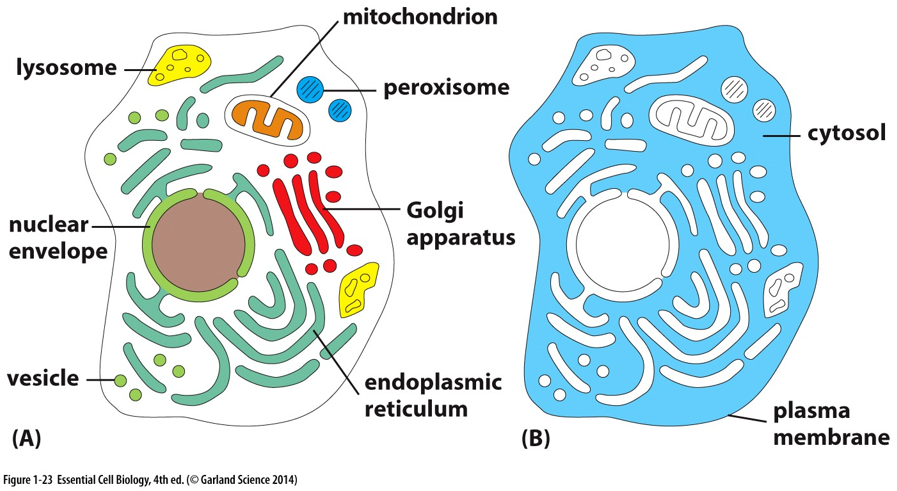 mitochondrion
lysosome
peroxisome
cytosol
nuclear
envelope
Golgi
apparatus
vesicle
endoplasmic
reticulum
plasma
membrane
(A)
(B)
Figure 1-23 Essential Cell Biology, 4th ed. (© Garland Science 2014)